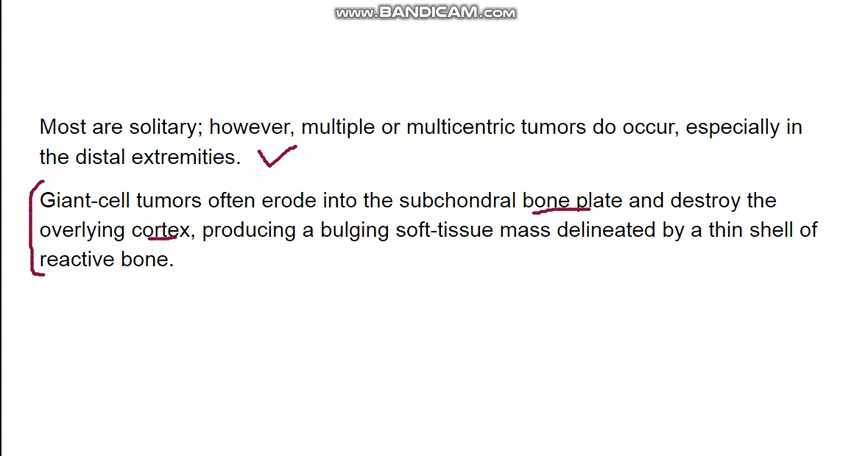 www.BANDICAM.com
Most are solitary; however, multiple or multicentric tumors do occur, especially in
the distal extremities.
Giant-cell tumors often erode into the subchondral bone plate and destroy the
overlying cortex, producing a bulging soft-tissue mass delineated by a thin shell of
reactive bone.